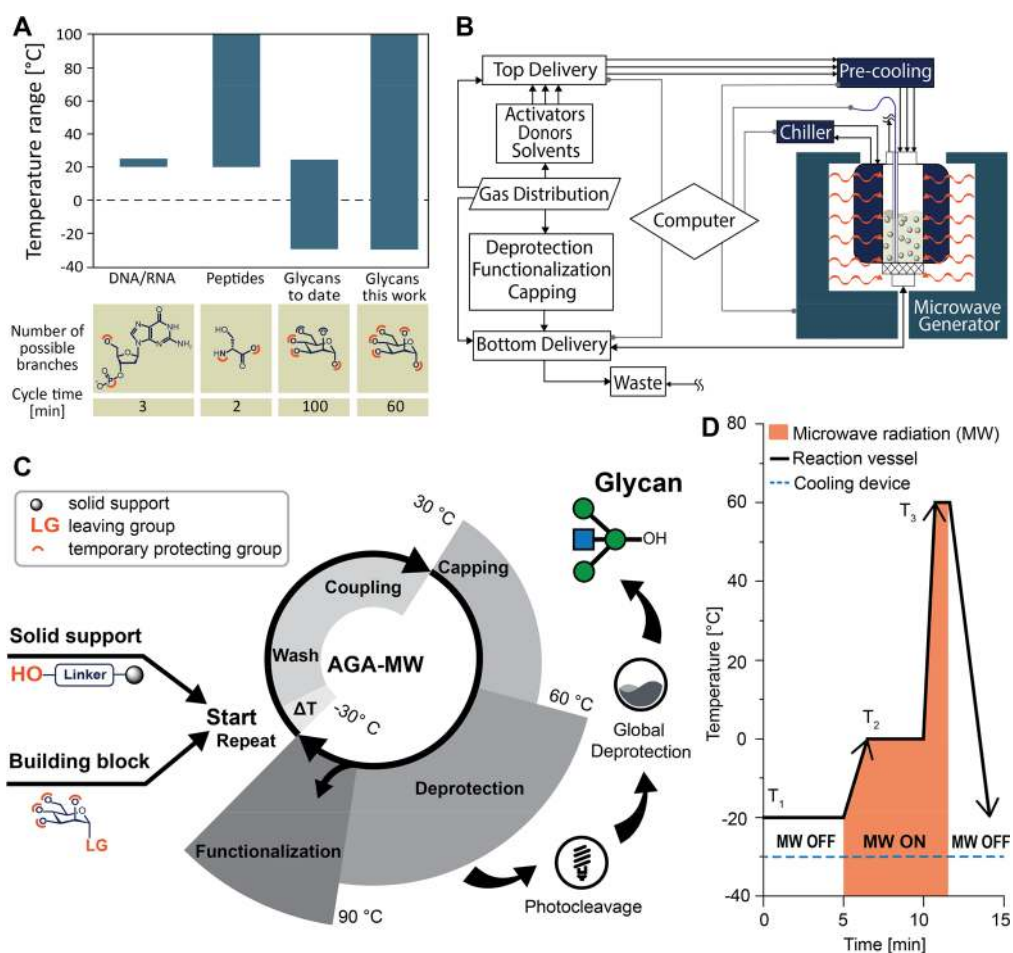 A
Temperature range [°C]
100
80
60
40
20
0
-20
-40
DNA/RNA
Peptides
Glycans
to date
Glycans
this work
Number of
possible
branches
Cycle time
[min]
3
2
100
60
B
Top Delivery
Activators
Donors
Solvents
Gas Distribution
Deprotection
Functionalization
Capping
Bottom Delivery
Waste
Computer
Pre-cooling
Chiller
Microwave
Generator
C
solid support
LG leaving group
temporary protecting group
Solid support
HO Linker
Building block
LG
Start
Repeat
AGA-MW
ΔT
Wash
Coupling
Capping
Deprotection
Functionalization
-30°C
30 °C
60 °C
90 °C
Glycan
OH
Global
Deprotection
Photocleavage
D
Microwave radiation (MW)
Reaction vessel
Cooling device
Temperature [°C]
80
60
40
20
0
-20
-40
T1
T2
T3
MW OFF
MW ON
MW OFF
0
5
10
15
Time [min]